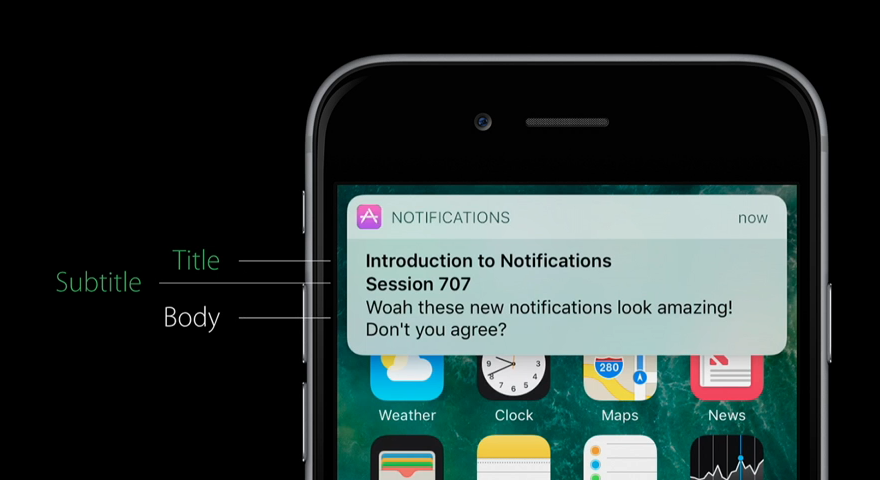 NOTIFICATIONS now
Title
Introduction to Notifications
Subtitle
Session 707
Body
Woah these new notifications look amazing!
Don't you agree?
280
Weather Clock Maps News